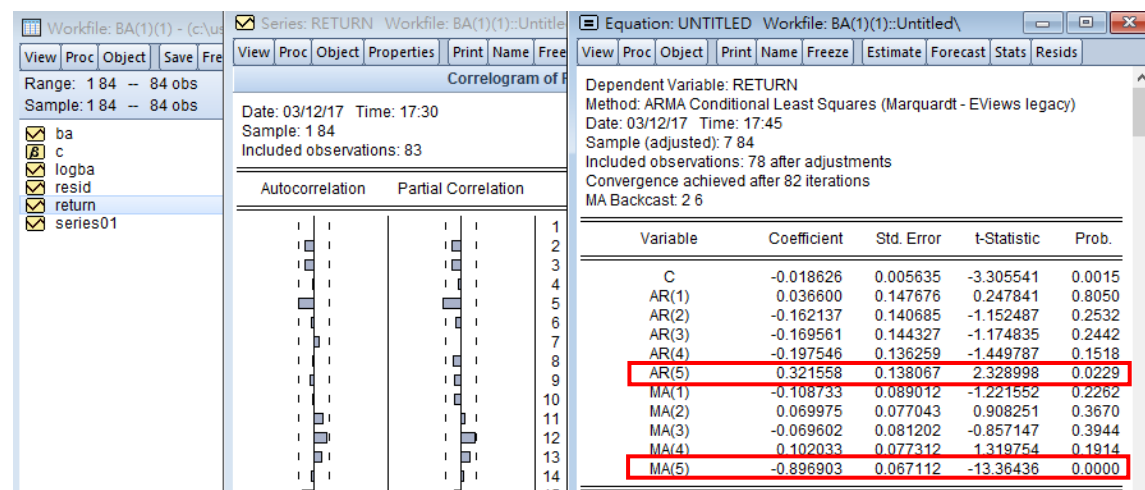 Workfile: BA(1)(1) - (c:\us
View Proc Object Save Fre
Range: 1 84 -- 84 obs
Sample: 1 84 -- 84 obs
ba
c
logba
resid
return
series01
Series: RETURN Workfile: BA(1)(1)::Untitle
View Proc Object Properties Print Name Free
Correlogram of F
Date: 03/12/17 Time: 17:30
Sample: 1 84
Included observations: 83
Autocorrelation Partial Correlation
1
2
3
4
5
6
7
8
9
10
11
12
13
14
Equation: UNTITLED Workfile: BA(1)(1)::Untitled\
View Proc Object Print Name Freeze Estimate Forecast Stats Resids
Dependent Variable: RETURN
Method: ARMA Conditional Least Squares (Marquardt - EViews legacy)
Date: 03/12/17 Time: 17:45
Sample (adjusted): 7 84
Included observations: 78 after adjustments
Convergence achieved after 82 iterations
MA Backcast: 2 6
Variable Coefficient Std. Error t-Statistic Prob.
C -0.018626 0.005635 -3.305541 0.0015
AR(1) 0.036600 0.147676 0.247841 0.8050
AR(2) -0.162137 0.140685 -1.152487 0.2532
AR(3) -0.169561 0.144327 -1.174835 0.2442
AR(4) -0.197546 0.136259 -1.449787 0.1518
AR(5) 0.321558 0.138067 2.328998 0.0229
MA(1) -0.108733 0.089012 -1.221552 0.2262
MA(2) 0.069975 0.077043 0.908251 0.3670
MA(3) -0.069602 0.081202 -0.857147 0.3944
MA(4) 0.102033 0.077312 1.319754 0.1914
MA(5) -0.896903 0.067112 -13.36436 0.0000